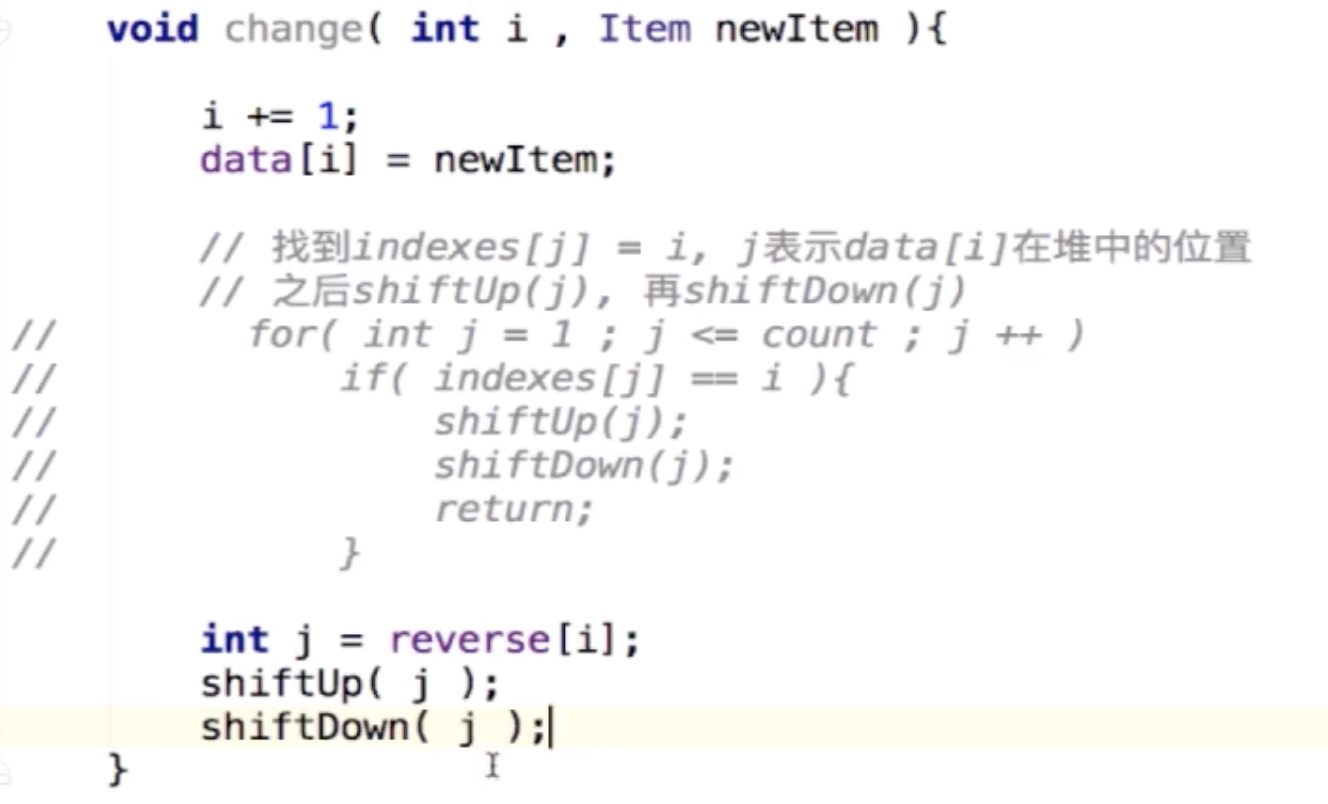 void change( int i , Item newItem ){
i += 1;
data[i] = newItem;
// 找到indexes[j] = i, j表示data[i]在堆中的位置
// 之后shiftUp(j), 再shiftDown(j)
// for( int j = 1 ; j <= count ; j ++ )
// if( indexes[j] == i ){
// shiftUp(j);
// shiftDown(j);
// return;
// }
int j = reverse[i];
shiftUp( j );
shiftDown( j );
}